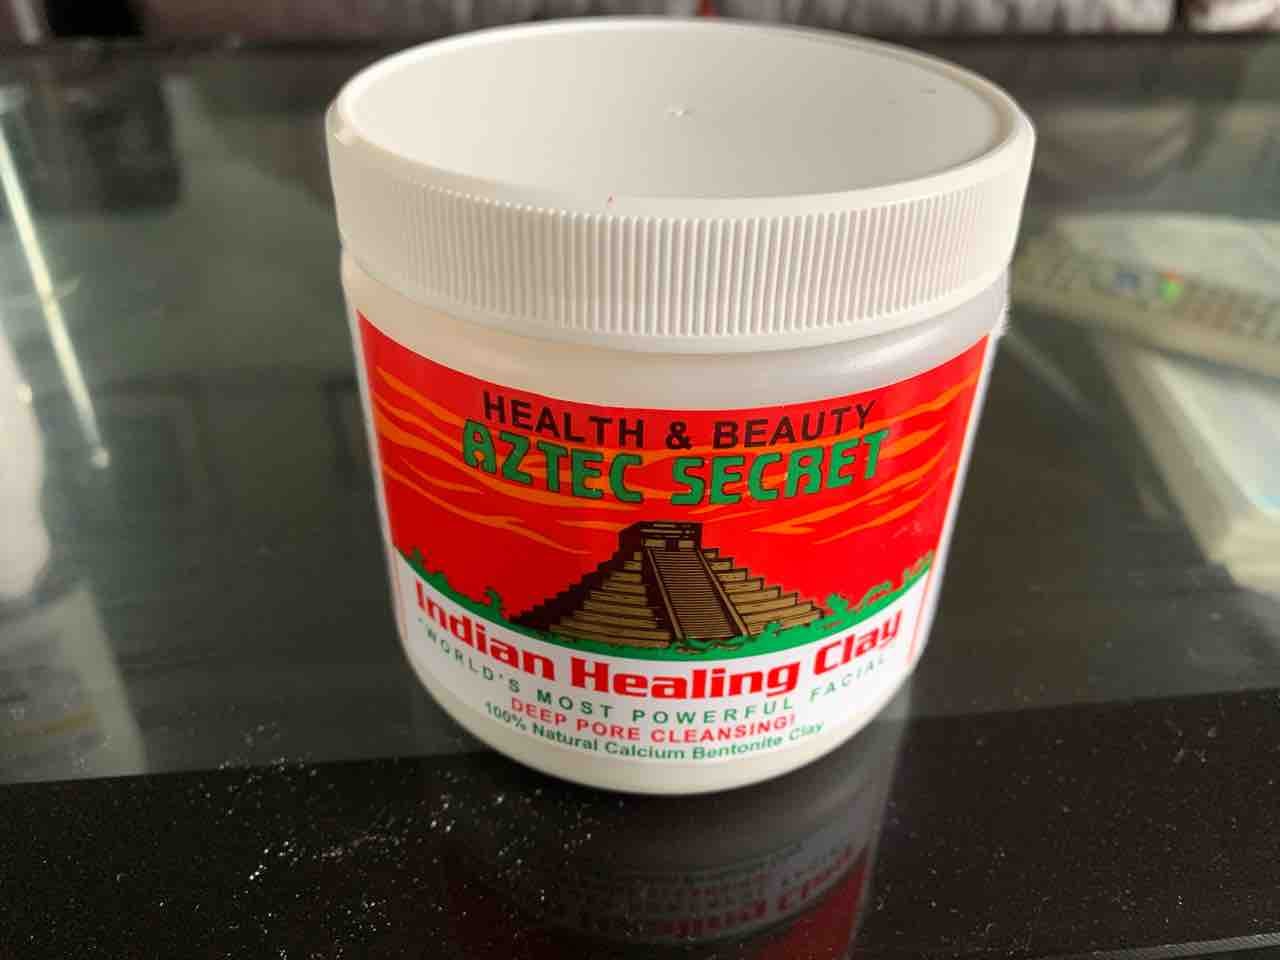 HEALTH & BEAUTY
AZTEC SECRET
Indian Healing Clay
"WORLD'S MOST POWERFUL FACIAL"
DEEP PORE CLEANSING!
100% Natural Calcium Bentonite Clay